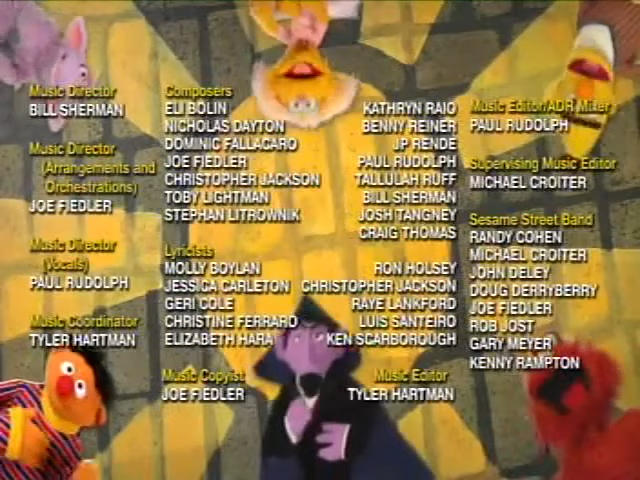 Music Director
BILL SHERMAN
Music Director
(Arrangements and
Orchestrations)
JOE FIEDLER
Music Director
(Vocals)
PAUL RUDOLPH
Music Coordinator
TYLER HARTMAN
Composers
ELI BOLIN
NICHOLAS DAYTON
DOMINIC FALLACARO
JOE FIEDLER
CHRISTOPHER JACKSON
TOBY LIGHTMAN
STEPHAN LITROWNIK
KATHRYN RAIO
BENNY REINER
JP RENDE
PAUL RUDOLPH
TALLULAH RUFF
BILL SHERMAN
JOSH TANGNEY
CRAIG THOMAS
Lyricists
MOLLY BOYLAN
JESSICA CARLETON
GERI COLE
CHRISTINE FERRARO
ELIZABETH HARA
RON HOLSEY
CHRISTOPHER JACKSON
RAYE LANKFORD
LUIS SANTEIRO
KEN SCARBOROUGH
Music Copyist
JOE FIEDLER
Music Editor
TYLER HARTMAN
Music Editor/ADR Mixer
PAUL RUDOLPH
Supervising Music Editor
MICHAEL CROITER
Sesame Street Band
RANDY COHEN
MICHAEL CROITER
JOHN DELEY
DOUG DERRYBERRY
JOE FIEDLER
ROB JOST
GARY MEYER
KENNY RAMPTON